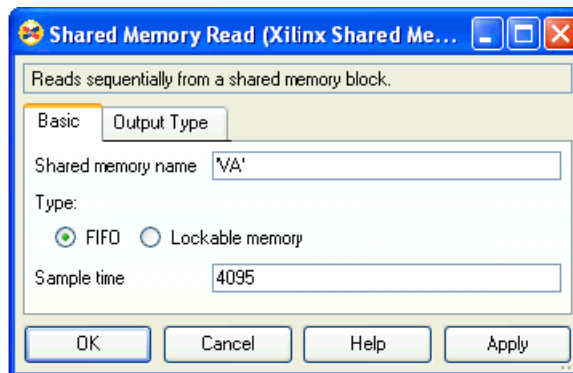 Shared Memory Read (Xilinx Shared Me...
Reads sequentially from a shared memory block.
Basic Output Type
Shared memory name 'VA'
Type:
FIFO Lockable memory
Sample time 4095
OK Cancel Help Apply